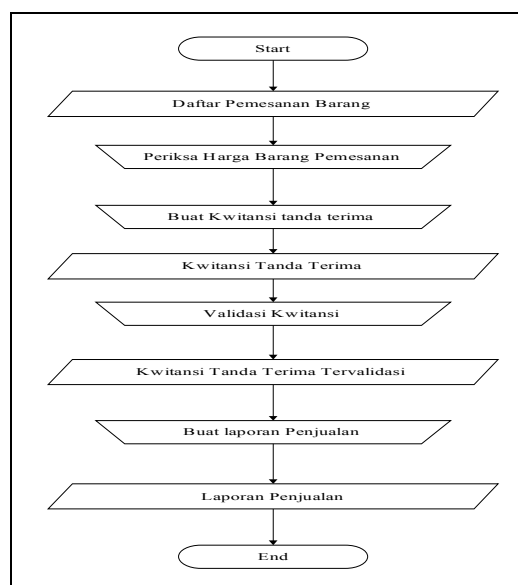 Start
Daftar Pemesanan Barang
Periksa Harga Barang Pemesanan
Buat Kwitansi tanda terima
Kwitansi Tanda Terima
Validasi Kwitansi
Kwitansi Tanda Terima Tervalidasi
Buat laporan Penjualan
Laporan Penjualan
End